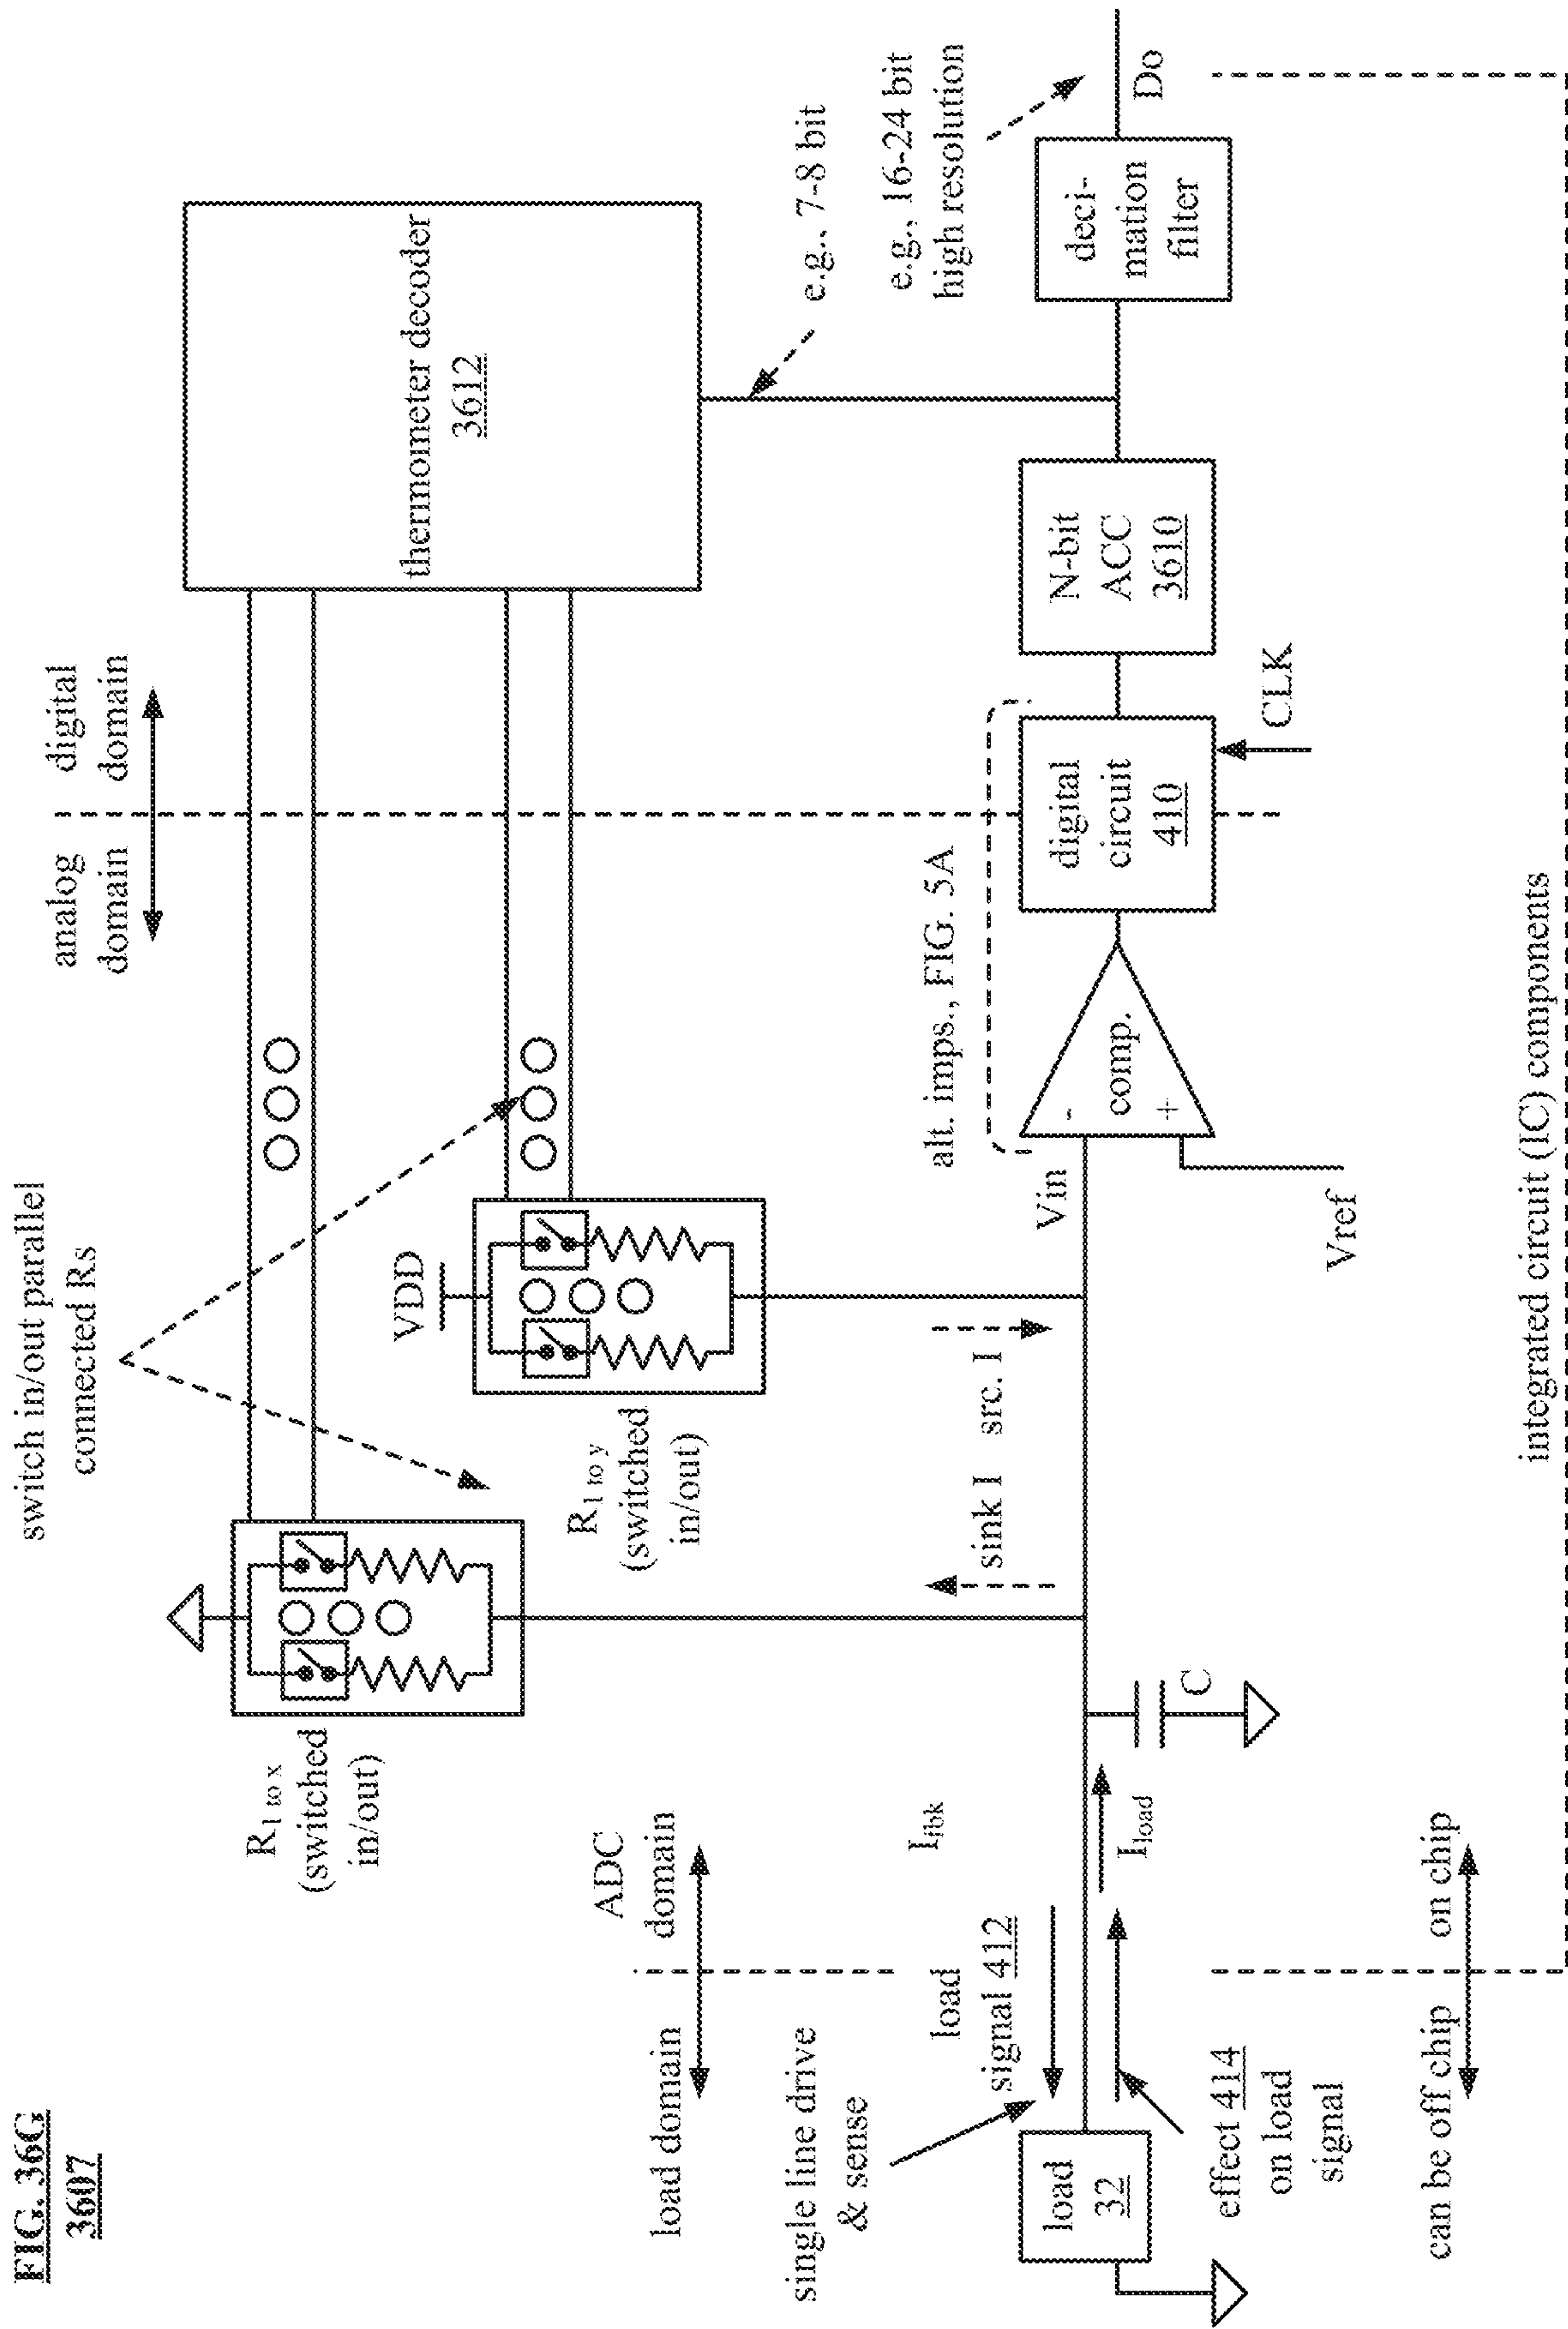 FIG. 36G
3607
switch in/out parallel
connected Rs
analog
domain
digital
domain
R1 to x
(switched
in/out)
VDD
R1 to y
(switched
in/out)
thermometer decoder
3612
load domain
ADC
domain
single line drive
& sense
load
signal 412
Ifbk
sink I
src. I
alt. imps., FIG. 5A
e.g., 7-8 bit
e.g., 16-24 bit
high resolution
load
32
Iload
C
Vin
-
comp.
+
Vref
digital
circuit
410
CLK
N-bit
ACC
3610
deci-
mation
filter
Do
effect 414
on load
signal
can be off chip
on chip
integrated circuit (IC) components